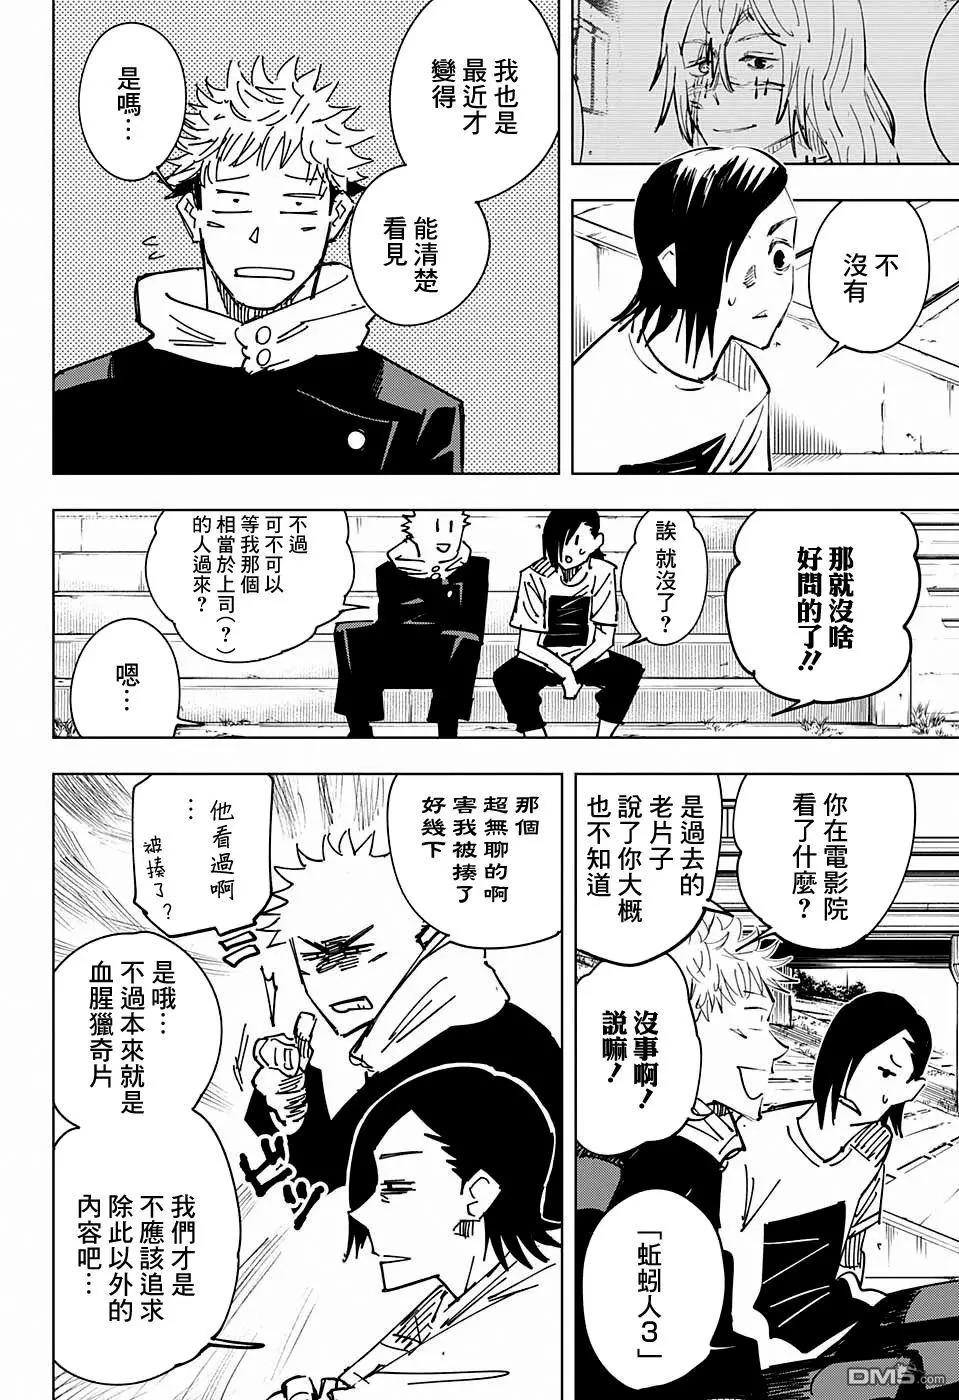 不
沒有
我也是
最近才
變得
能清楚
看見
是嗎…
那就沒啥
好問的了!!
誒 就沒了?
不過
可不可以
等我那個
相當於上司(?)
的人過來?
嗯…
你在電影院
看了什麼?
是過去的
老片子
說了你大概
也不知道
沒事啊!
說嘛!
「蚯蚓人3」
那個
超無聊的啊
害我被揍了
好幾下
他看過啊
…
被揍了?
ビシッ
是哦…
不過本來就是
血腥獵奇片
我們才是
不應該追求
除此以外的
內容吧…
DM5.com